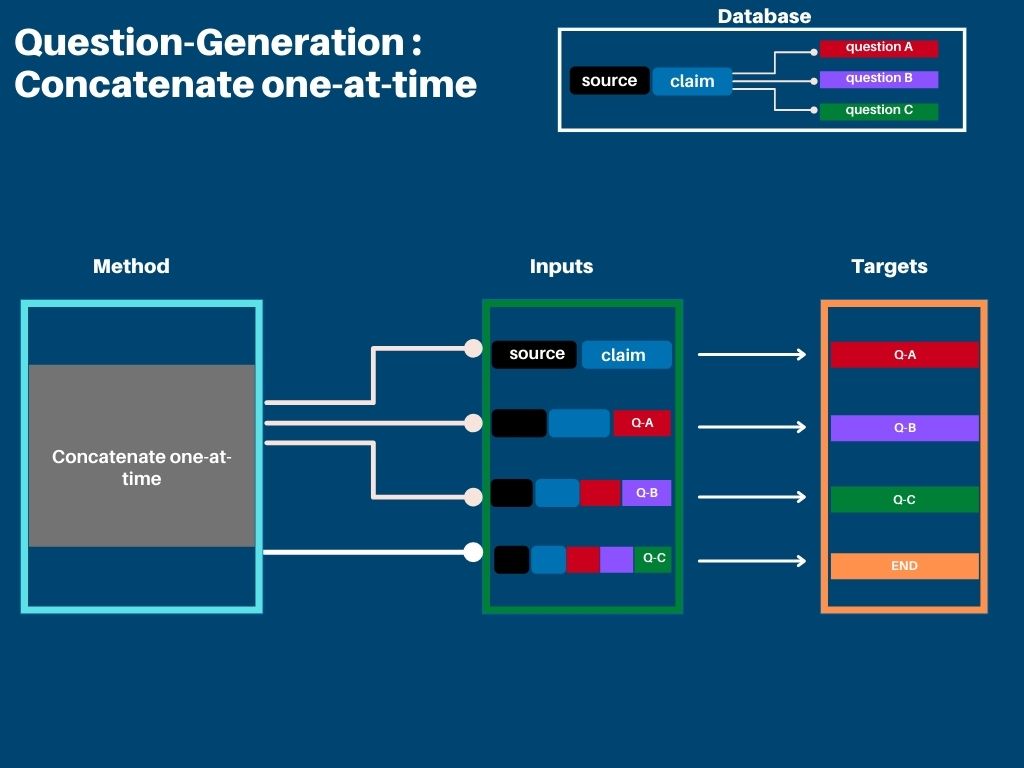 Question-Generation :
Concatenate one-at-time
Database
source claim
question A
question B
question C
Method
Inputs
Targets
Concatenate one-at-
time
source claim
Q-A
Q-A
Q-B
Q-B
Q-C
Q-C
END